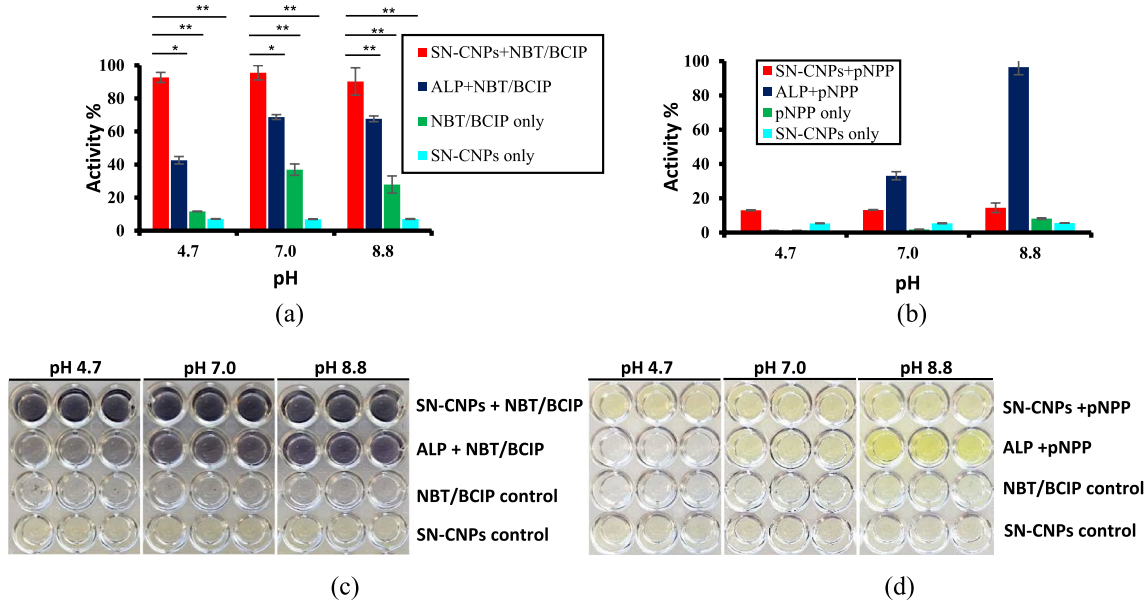 ** ** **
** ** **
* * **
SN-CNPs+NBT/BCIP
ALP+NBT/BCIP
NBT/BCIP only
SN-CNPs only
Activity %
100
80
60
40
20
0
4.7 7.0 8.8
pH
(a)
SN-CNPs+pNPP
ALP+pNPP
pNPP only
SN-CNPs only
Activity %
100
80
60
40
20
0
4.7 7.0 8.8
pH
(b)
pH 4.7 pH 7.0 pH 8.8
SN-CNPs + NBT/BCIP
ALP + NBT/BCIP
NBT/BCIP control
SN-CNPs control
(c)
pH 4.7 pH 7.0 pH 8.8
SN-CNPs +pNPP
ALP +pNPP
NBT/BCIP control
SN-CNPs control
(d)